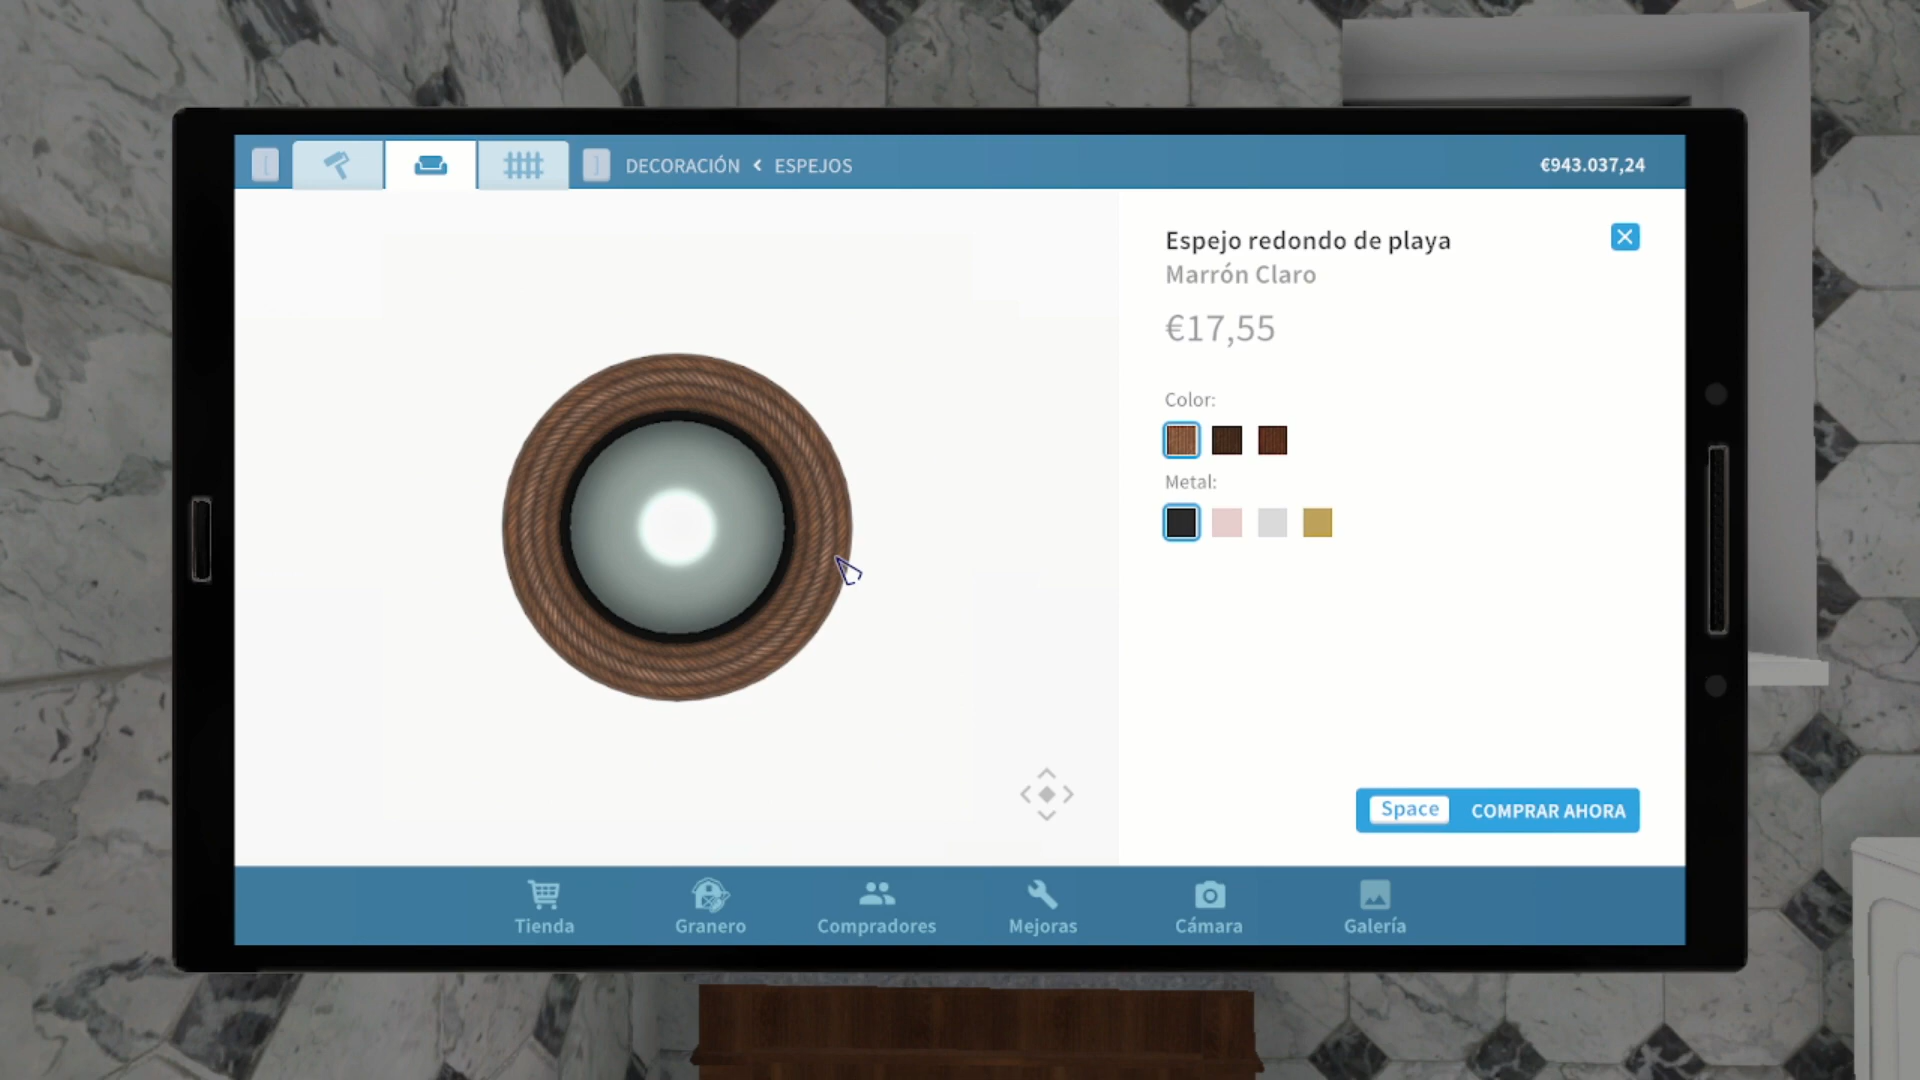 [
]
DECORACIÓN < ESPEJOS
€943.037,24
Espejo redondo de playa
Marrón Claro
€17,55
Color:
Metal:
Space COMPRAR AHORA
Tienda
Granero
Compradores
Mejoras
Cámara
Galería